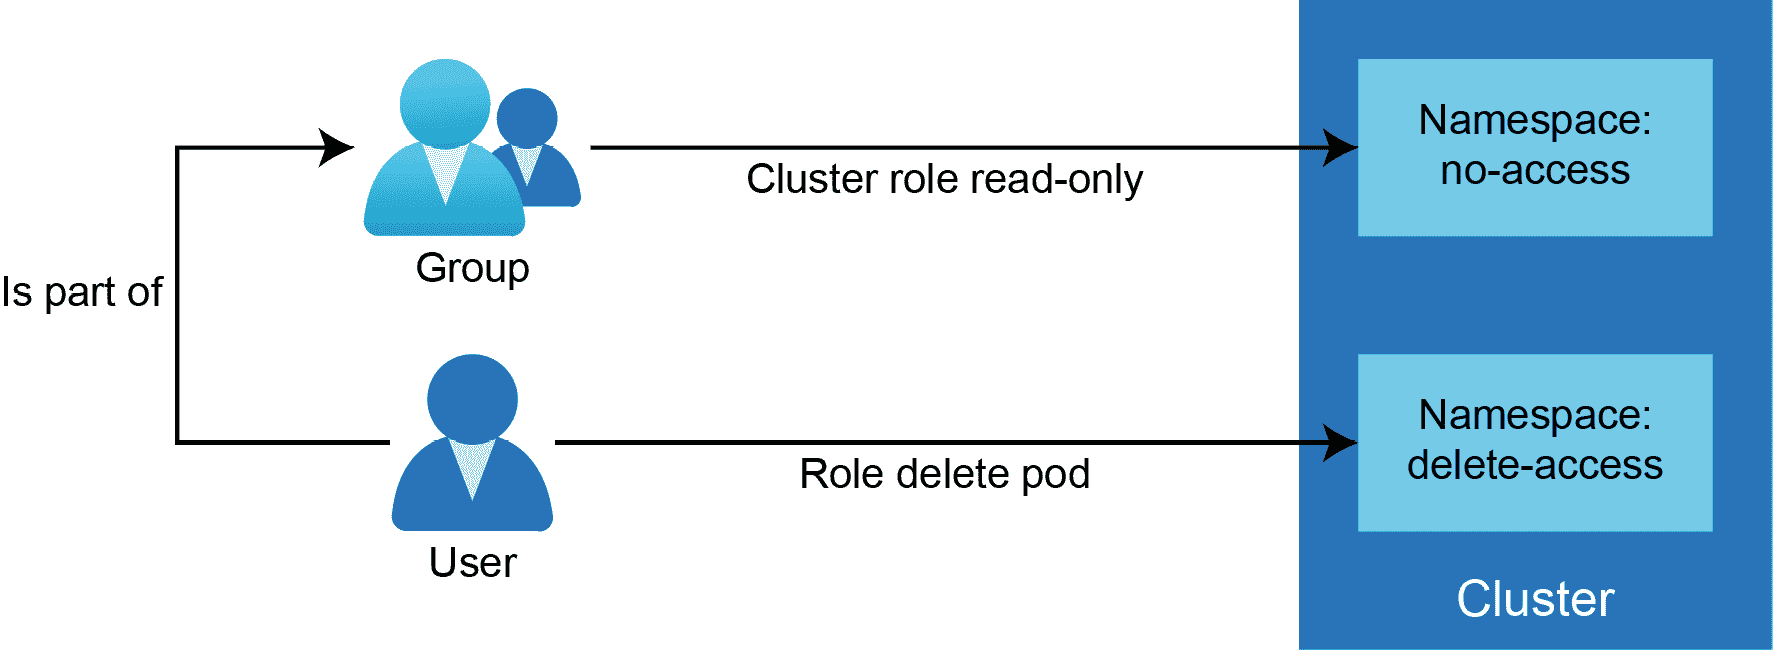 Namespace:
no-access
Cluster role read-only
Group
Is part of
Namespace:
delete-access
Role delete pod
User
Cluster